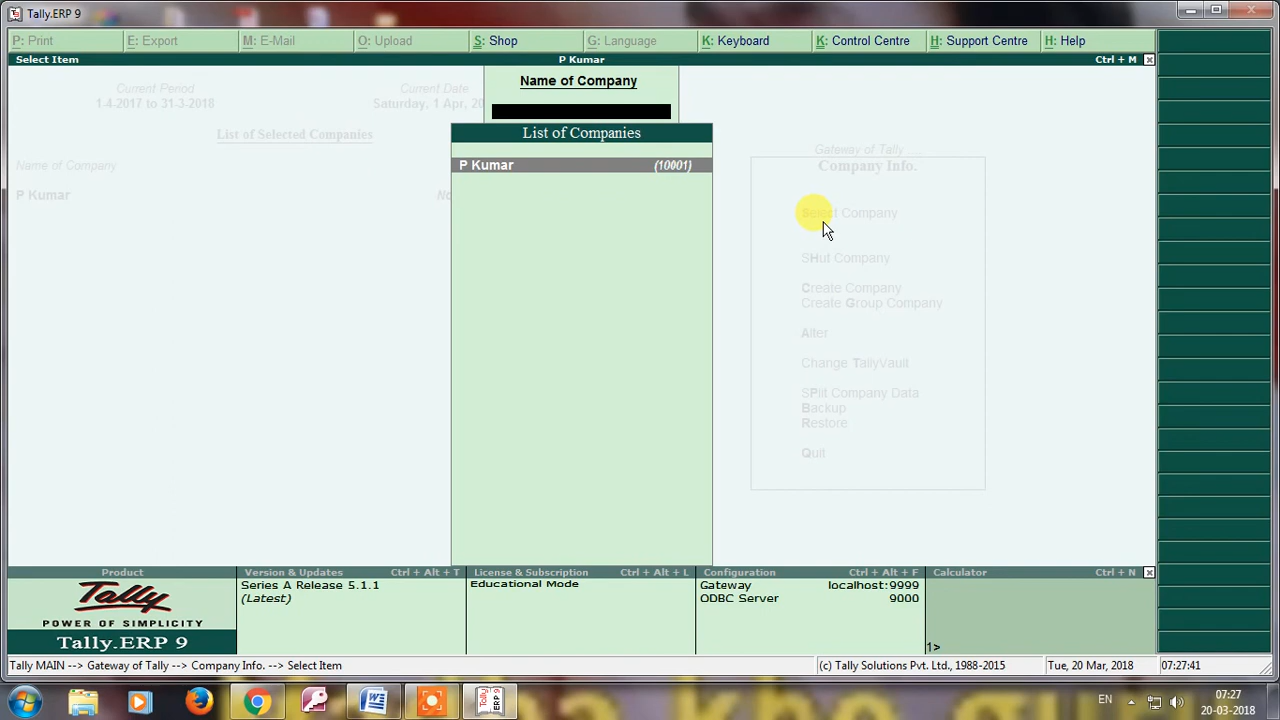 Tally.ERP 9
P: Print
E: Export
M: E-Mail
O: Upload
S: Shop
G: Language
K: Keyboard
K: Control Centre
H: Support Centre
H: Help
Select Item
P Kumar
Ctrl + M
Current Period
1-4-2017 to 31-3-2018
Current Date
Saturday, 1 Apr, 20
List of Selected Companies
Name of Company
P Kumar
No
Name of Company
List of Companies
P Kumar (10001)
Gateway of Tally ......
Company Info.
Select Company
SHut Company
Create Company
Create Group Company
Alter
Change TallyVault
SPlit Company Data
Backup
Restore
Quit
Product
Tally
POWER OF SIMPLICITY
Tally.ERP 9
Version & Updates Ctrl + Alt + T
Series A Release 5.1.1
(Latest)
License & Subscription Ctrl + Alt + L
Educational Mode
Configuration Ctrl + Alt + F
Gateway localhost:9999
ODBC Server 9000
Calculator Ctrl + N
1>
Tally MAIN --> Gateway of Tally --> Company Info. --> Select Item
(c) Tally Solutions Pvt. Ltd., 1988-2015
Tue, 20 Mar, 2018
07:27:41
EN
07:27
20-03-2018